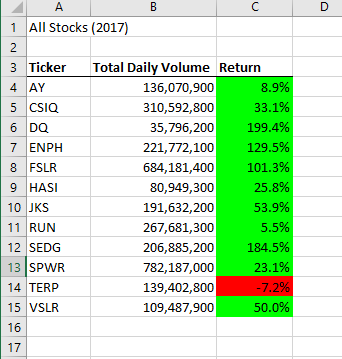 A B C D
1 All Stocks (2017)
2
3 Ticker Total Daily Volume Return
4 AY 136,070,900 8.9%
5 CSIQ 310,592,800 33.1%
6 DQ 35,796,200 199.4%
7 ENPH 221,772,100 129.5%
8 FSLR 684,181,400 101.3%
9 HASI 80,949,300 25.8%
10 JKS 191,632,200 53.9%
11 RUN 267,681,300 5.5%
12 SEDG 206,885,200 184.5%
13 SPWR 782,187,000 23.1%
14 TERP 139,402,800 -7.2%
15 VSLR 109,487,900 50.0%
16
17